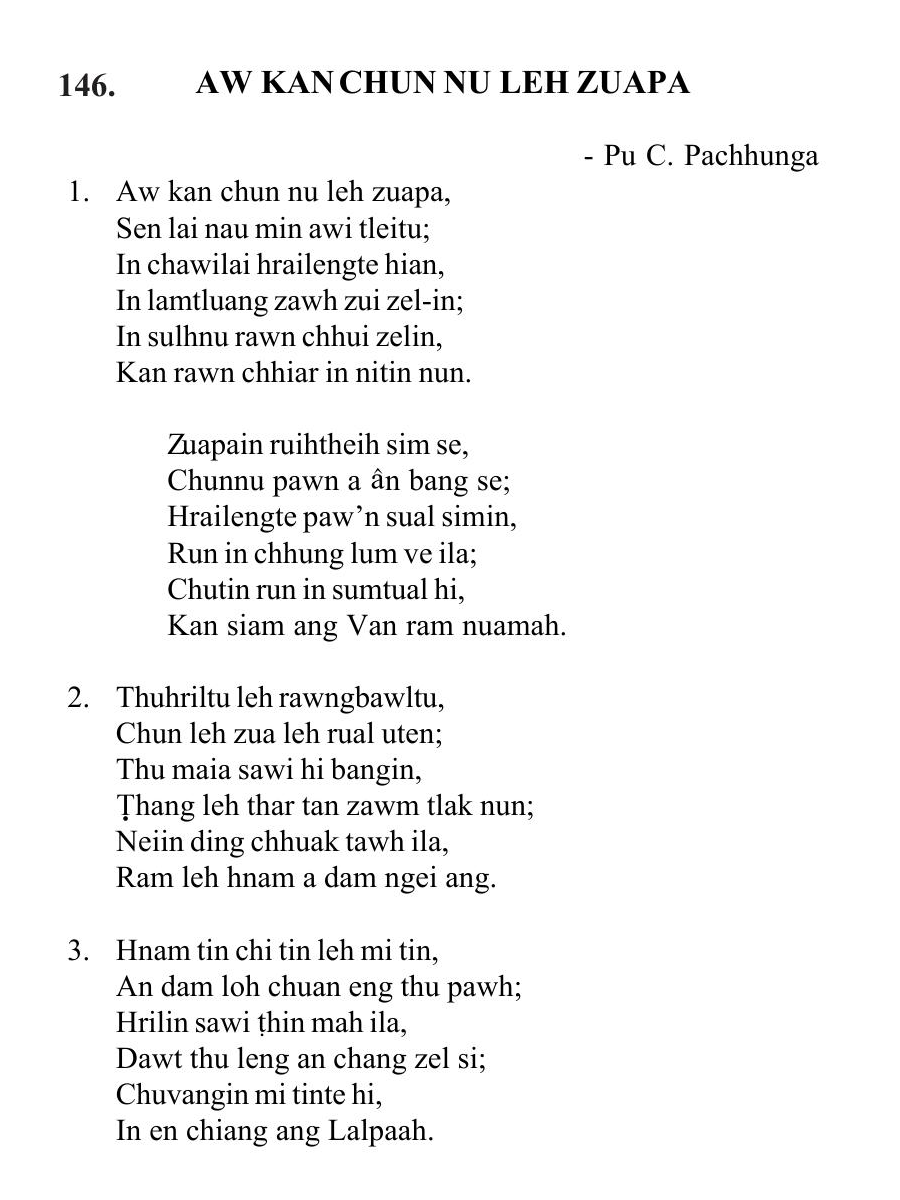 146. AW KAN CHUN NU LEH ZUAPA
- Pu C. Pachhunga
1. Aw kan chun nu leh zuapa,
Sen lai nau min awi tleitu;
In chawilai hrailengte hian,
In lamtluang zawh zui zel-in;
In sulhnu rawn chhui zelin,
Kan rawn chhiar in nitin nun.
Zuapain ruihtheih sim se,
Chunnu pawn a ân bang se;
Hrailengte paw’n sual simin,
Run in chhung lum ve ila;
Chutin run in sumtual hi,
Kan siam ang Van ram nuamah.
2. Thuhriltu leh rawngbawltu,
Chun leh zua leh rual uten;
Thu maia sawi hi bangin,
Ṭhang leh thar tan zawm tlak nun;
Neiin ding chhuak tawh ila,
Ram leh hnam a dam ngei ang.
3. Hnam tin chi tin leh mi tin,
An dam loh chuan eng thu pawh;
Hrilin sawi ṭhin mah ila,
Dawt thu leng an chang zel si;
Chuvangin mi tinte hi,
In en chiang ang Lalpaah.